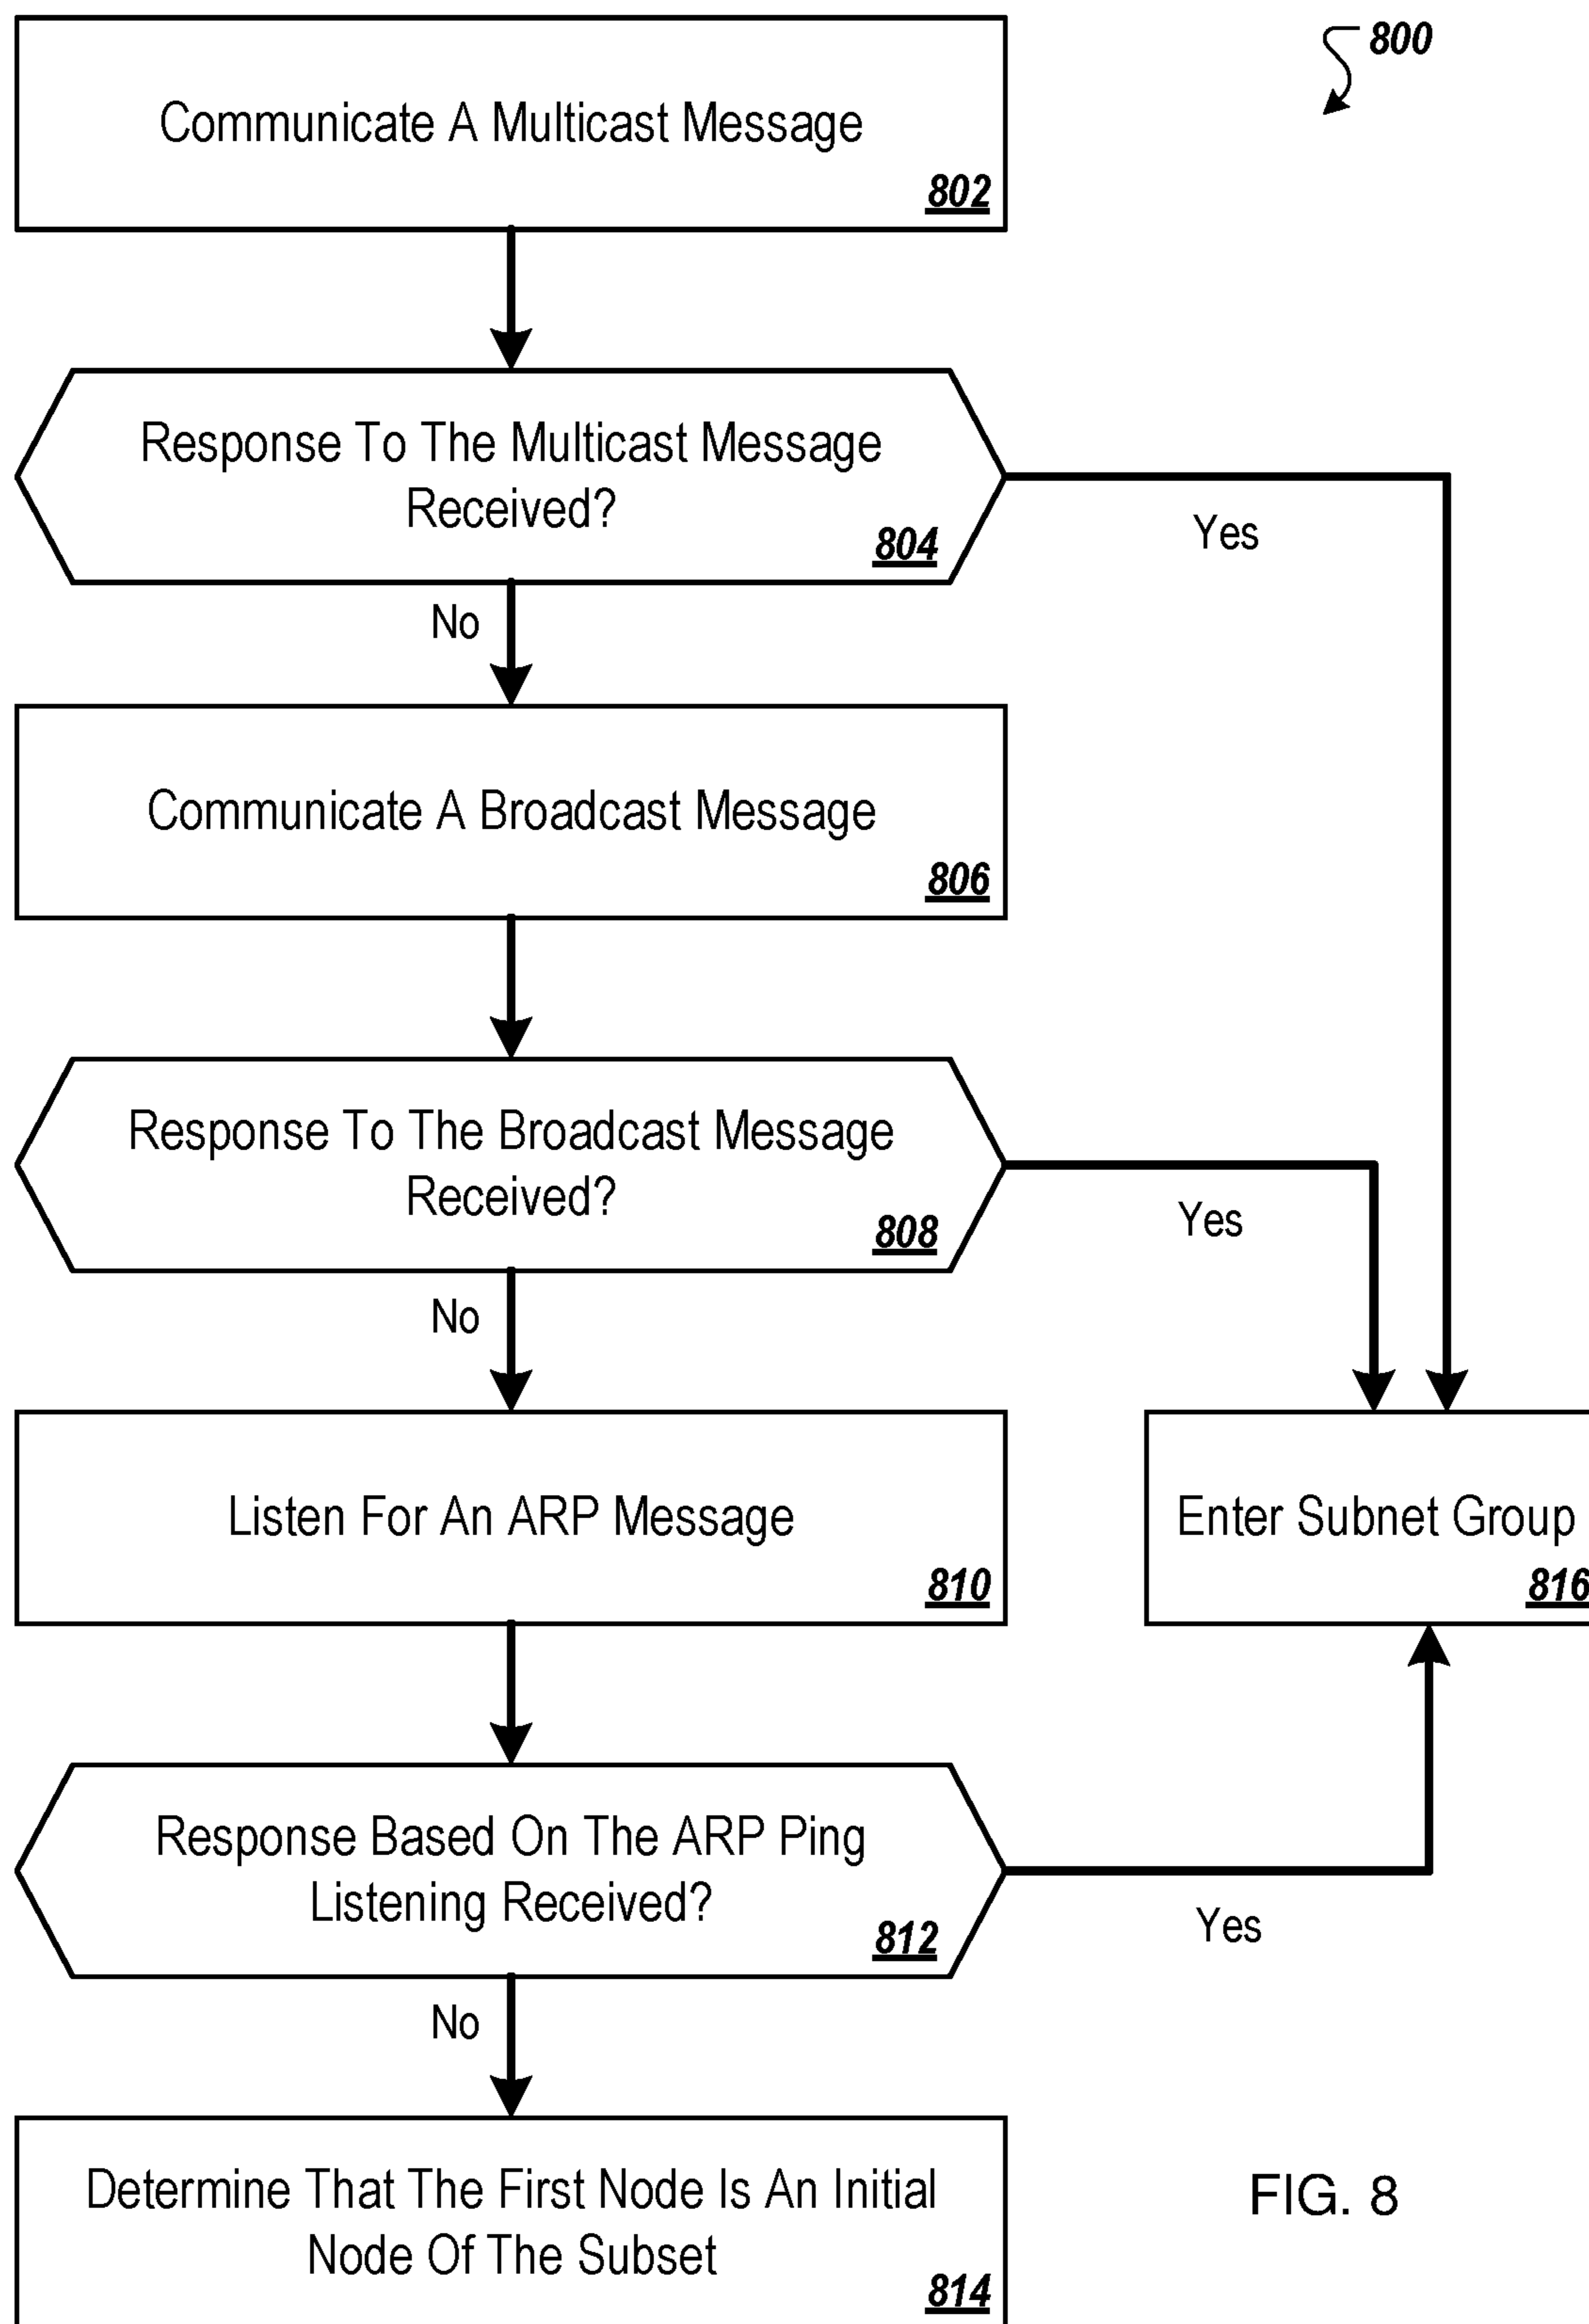 800
Communicate A Multicast Message
802
Response To The Multicast Message
Received?
804
Yes
No
Communicate A Broadcast Message
806
Response To The Broadcast Message
Received?
808
Yes
No
Listen For An ARP Message
810
Enter Subnet Group
816
Response Based On The ARP Ping
Listening Received?
812
Yes
No
Determine That The First Node Is An Initial
Node Of The Subset
814
FIG. 8